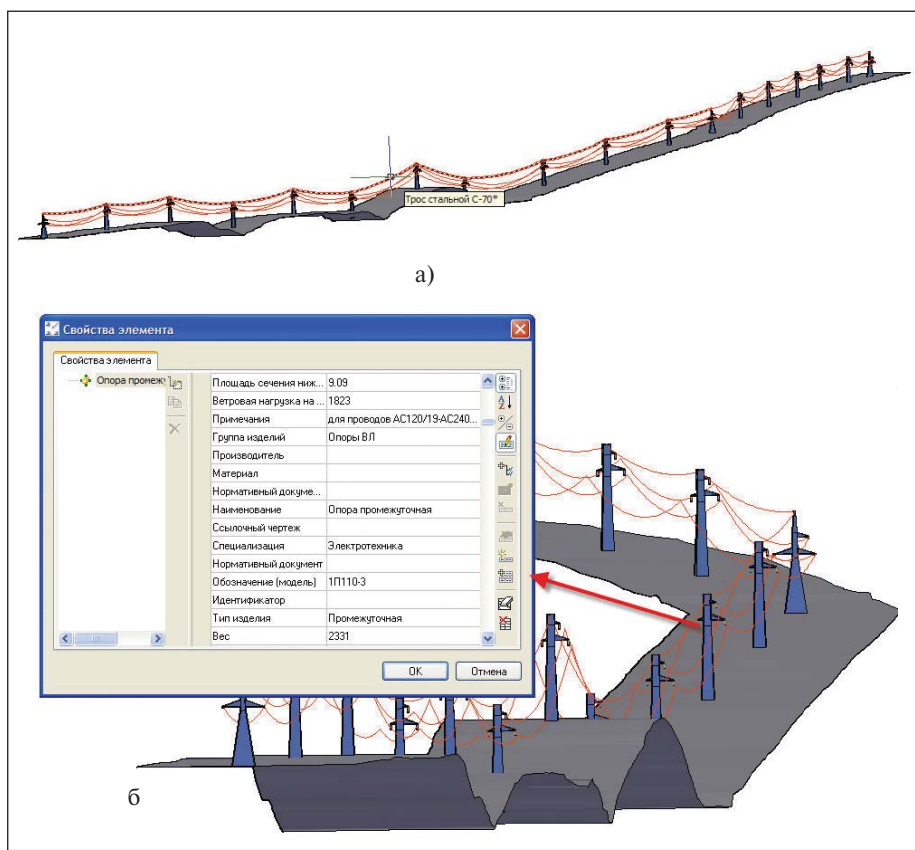 Трос стальной С-70*
а)
Свойства элемента
Свойства элемента
Опора промежу
Площадь сечения ниж... 9.09
Ветровая нагрузка на ... 1823
Примечания для проводов АС120/19-АС240...
Группа изделий Опоры ВЛ
Производитель
Материал
Нормативный докуме...
Наименование Опора промежуточная
Ссылочный чертеж
Специализация Электротехника
Нормативный документ
Обозначение (модель) 1П110-3
Идентификатор
Тип изделия Промежуточная
Вес 2331
ОК Отмена
б